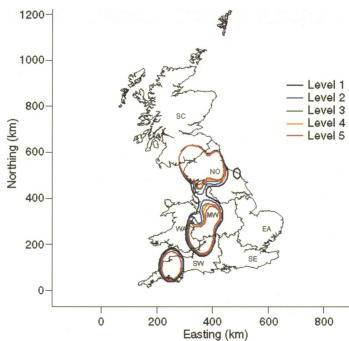 1200
1000
800
600
400
200
0
Northing (km)
SC
NO
MW
WA
EA
SE
SW
Level 1
Level 2
Level 3
Level 4
Level 5
0
200
400
600
800
Easting (km)